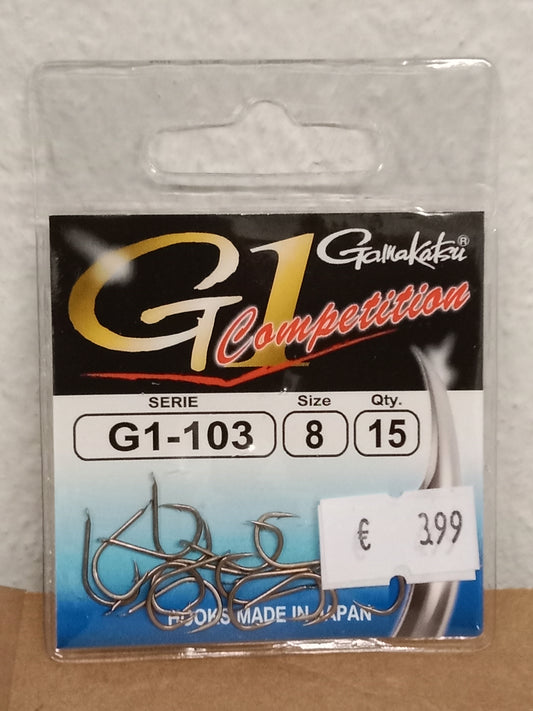 G1
Gamakatsu®
Competition
SERIE Size Qty.
G1-103 8 15
€ 3.99
HOOKS MADE IN JAPAN